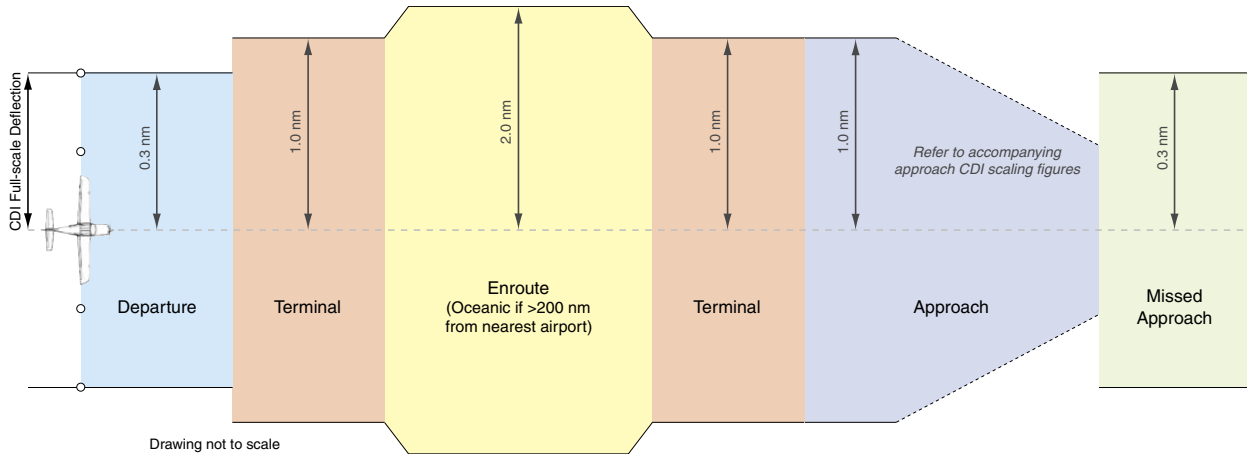 CDI Full-scale Deflection
0.3 nm
1.0 nm
2.0 nm
1.0 nm
1.0 nm
0.3 nm
Refer to accompanying
approach CDI scaling figures
Departure
Terminal
Enroute
(Oceanic if >200 nm
from nearest airport)
Terminal
Approach
Missed
Approach
Drawing not to scale